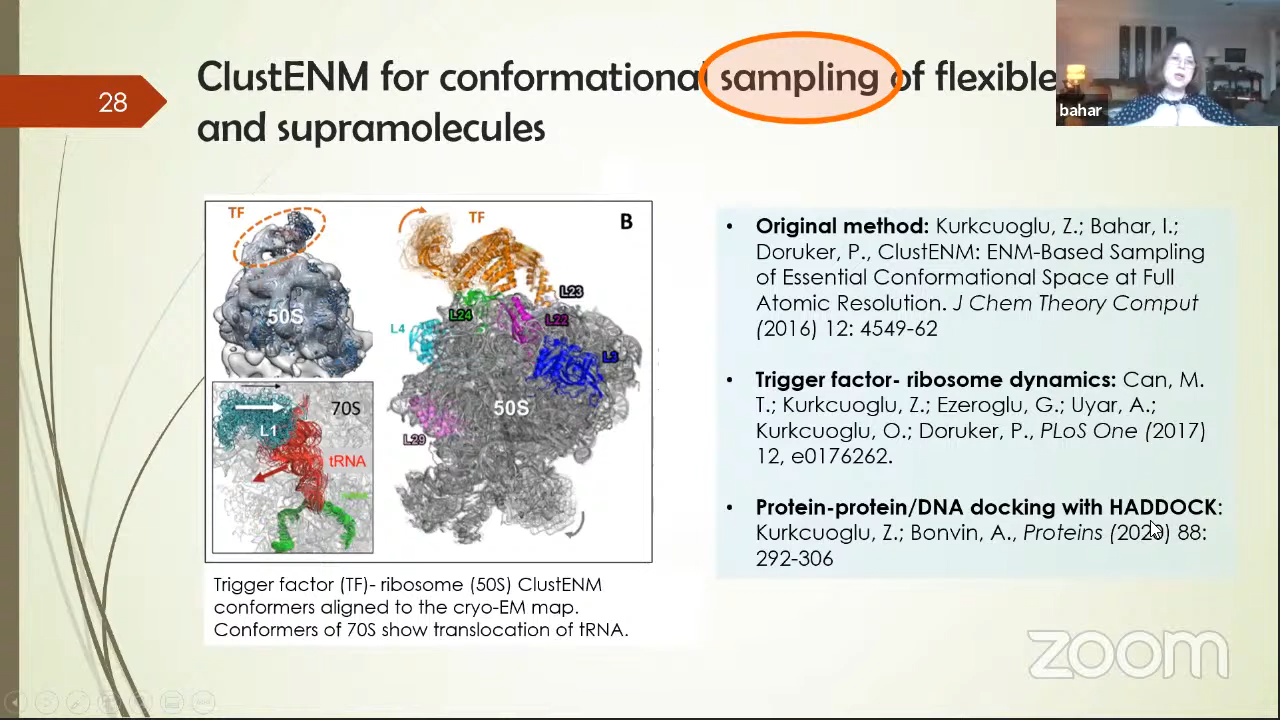 28
ClustENM for conformational sampling of flexible
and supramolecules
bahar
TF
50S
70S
L1
tRNA
TF
B
L23
L24
L22
L4
L3
50S
L29
Trigger factor (TF)- ribosome (50S) ClustENM
conformers aligned to the cryo-EM map.
Conformers of 70S show translocation of tRNA.
• Original method: Kurkcuoglu, Z.; Bahar, I.;
Doruker, P., ClustENM: ENM-Based Sampling
of Essential Conformational Space at Full
Atomic Resolution. J Chem Theory Comput
(2016) 12: 4549-62
• Trigger factor- ribosome dynamics: Can, M.
T.; Kurkcuoglu, Z.; Ezeroglu, G.; Uyar, A.;
Kurkcuoglu, O.; Doruker, P., PLoS One (2017)
12, e0176262.
• Protein-protein/DNA docking with HADDOCK:
Kurkcuoglu, Z.; Bonvin, A., Proteins (2020) 88:
292-306
zoom